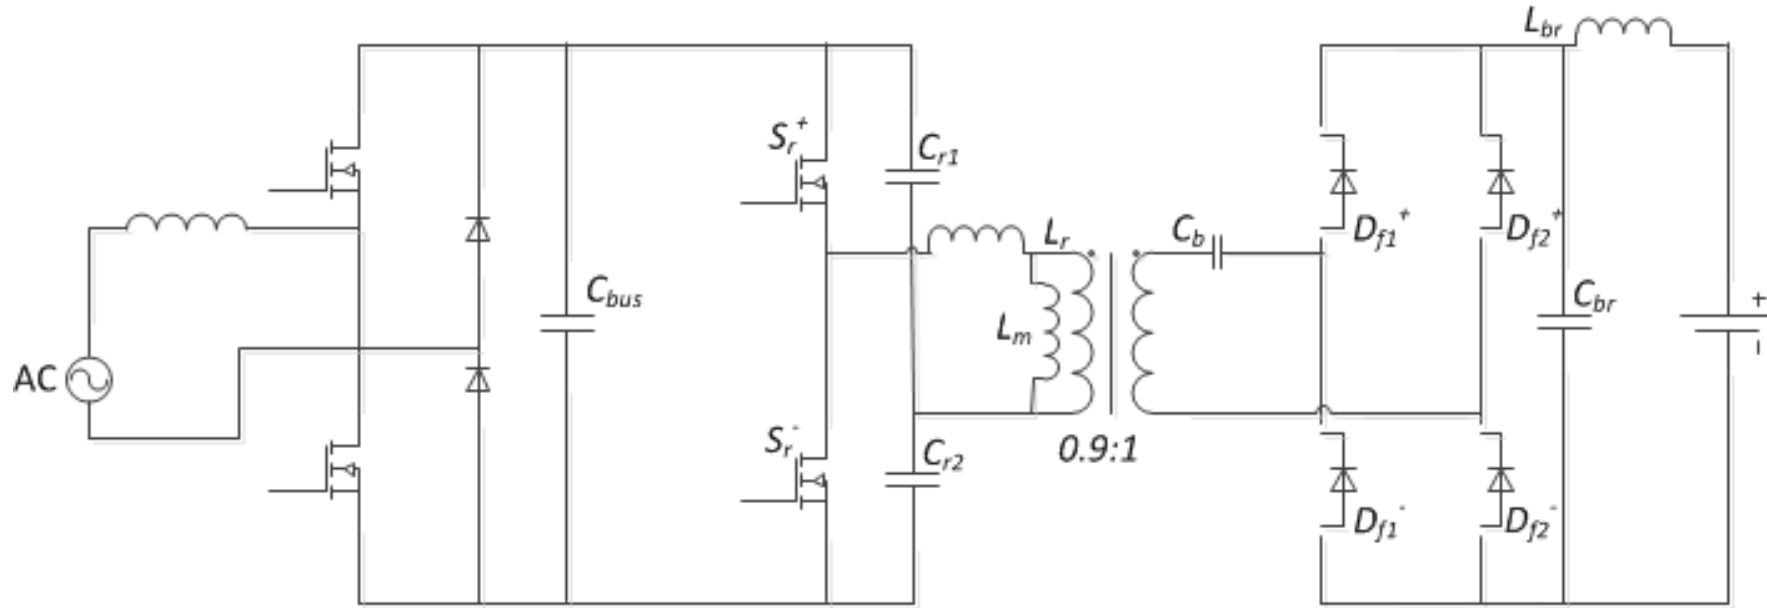 L_br
S_r^+
C_r1
L_r
C_b
D_f1^+
D_f2^+
C_bus
L_m
C_br
+
-
AC
S_r^-
C_r2
0.9:1
D_f1^-
D_f2^-